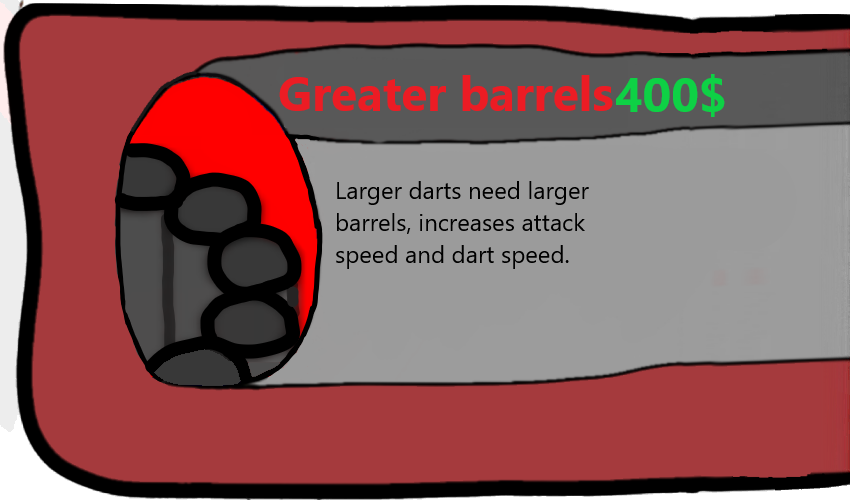 Greater barrels400$
Larger darts need larger
barrels, increases attack
speed and dart speed.